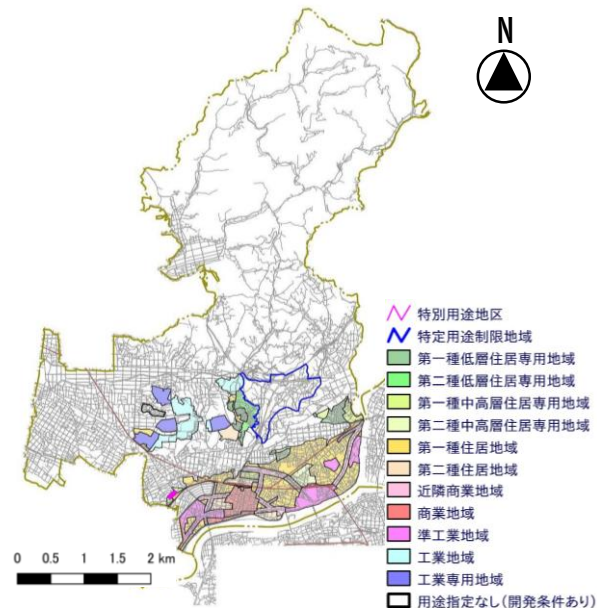 N
特別用途地区
特定用途制限地域
第一種低層住居専用地域
第二種低層住居専用地域
第一種中高層住居専用地域
第二種中高層住居専用地域
第一種住居地域
第二種住居地域
近隣商業地域
商業地域
準工業地域
工業地域
工業専用地域
用途指定なし(開発条件あり)
0 0.5 1 1.5 2 km